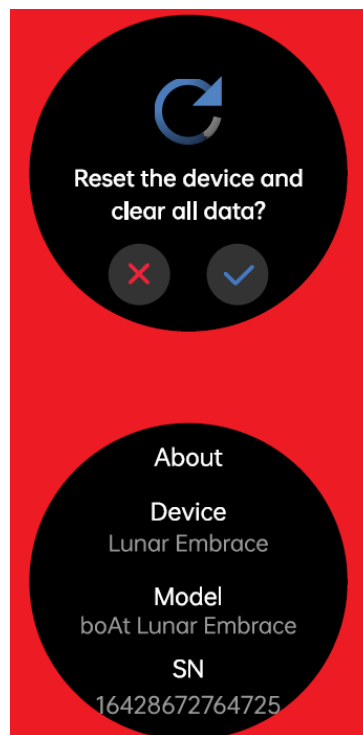 Reset the device and
clear all data?
About
Device
Lunar Embrace
Model
boAt Lunar Embrace
SN
16428672764725